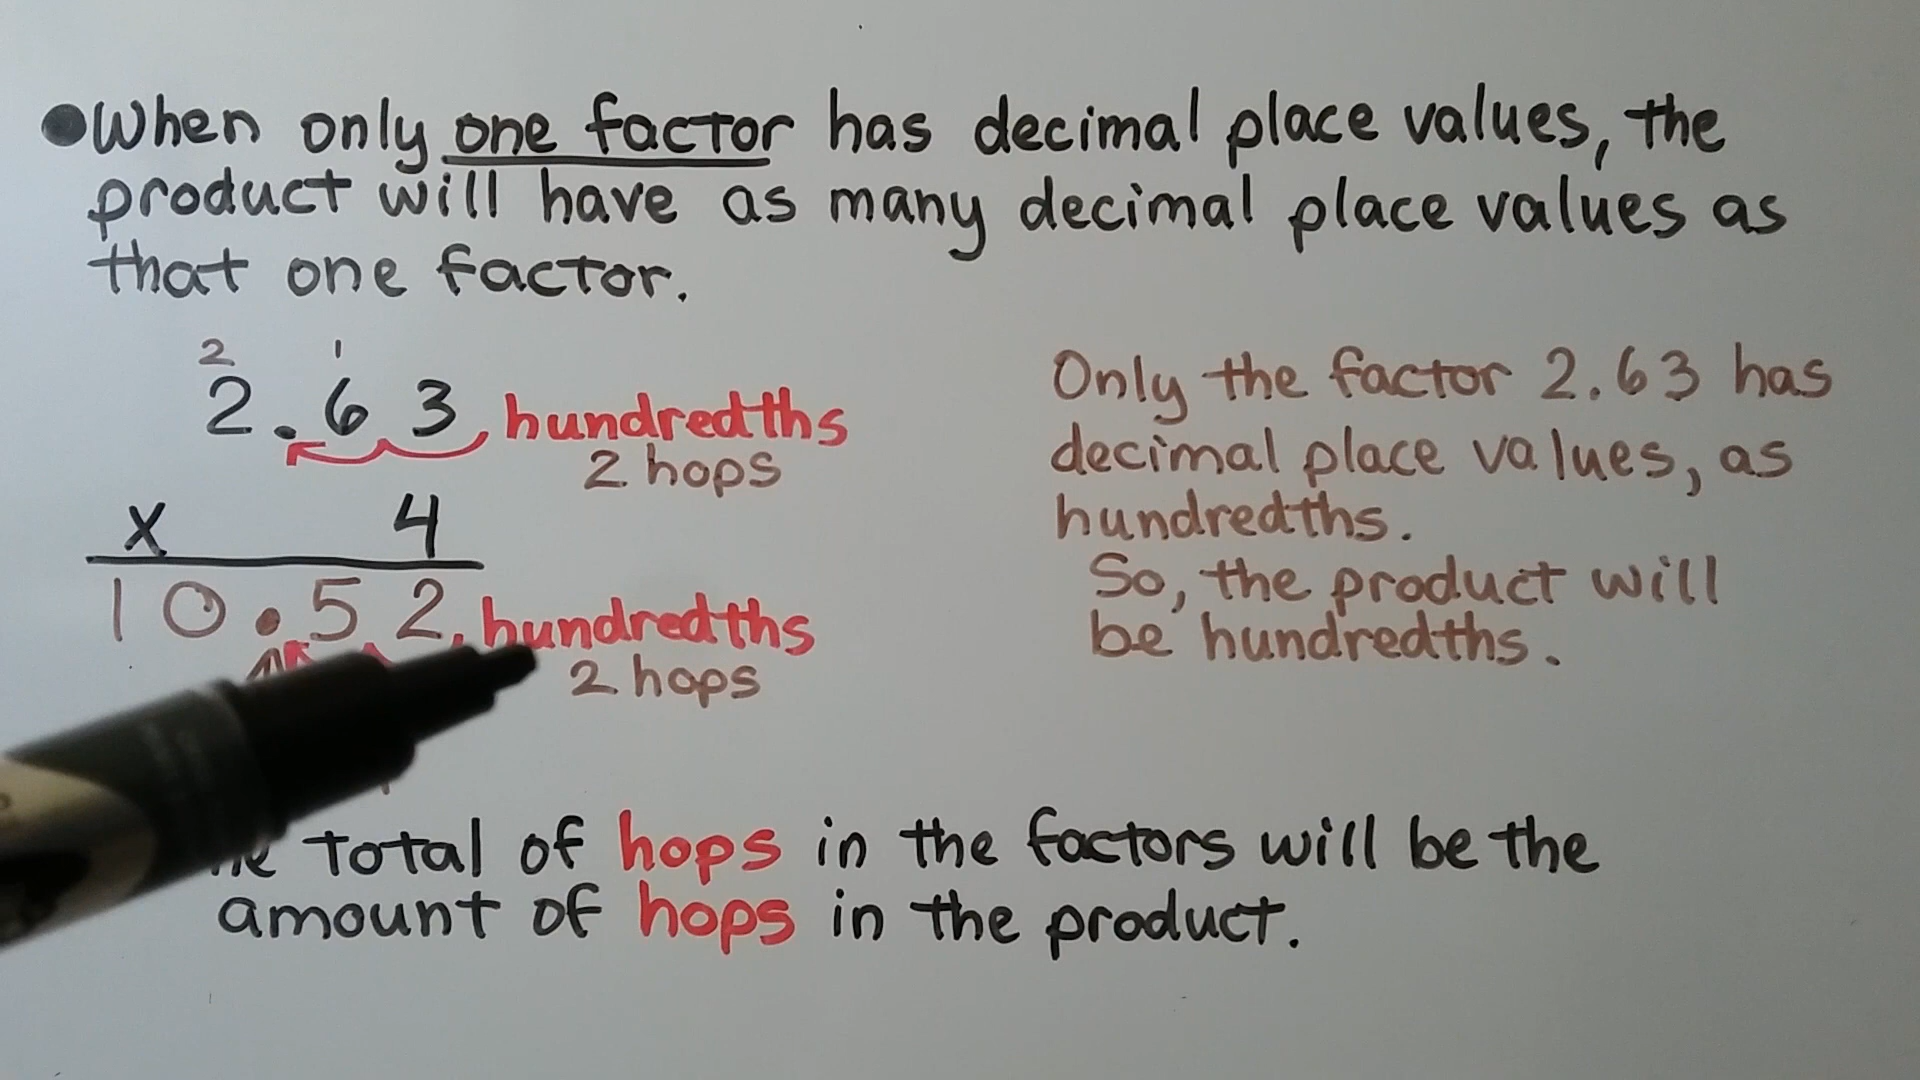 ●When only one factor has decimal place values, the
product will have as many decimal place values as
that one factor.
2 1
2.63 hundredths
2 hops
x 4
10.52 hundredths
2 hops
Only the factor 2.63 has
decimal place values, as
hundredths.
So, the product will
be hundredths.
total of hops in the factors will be the
amount of hops in the product.